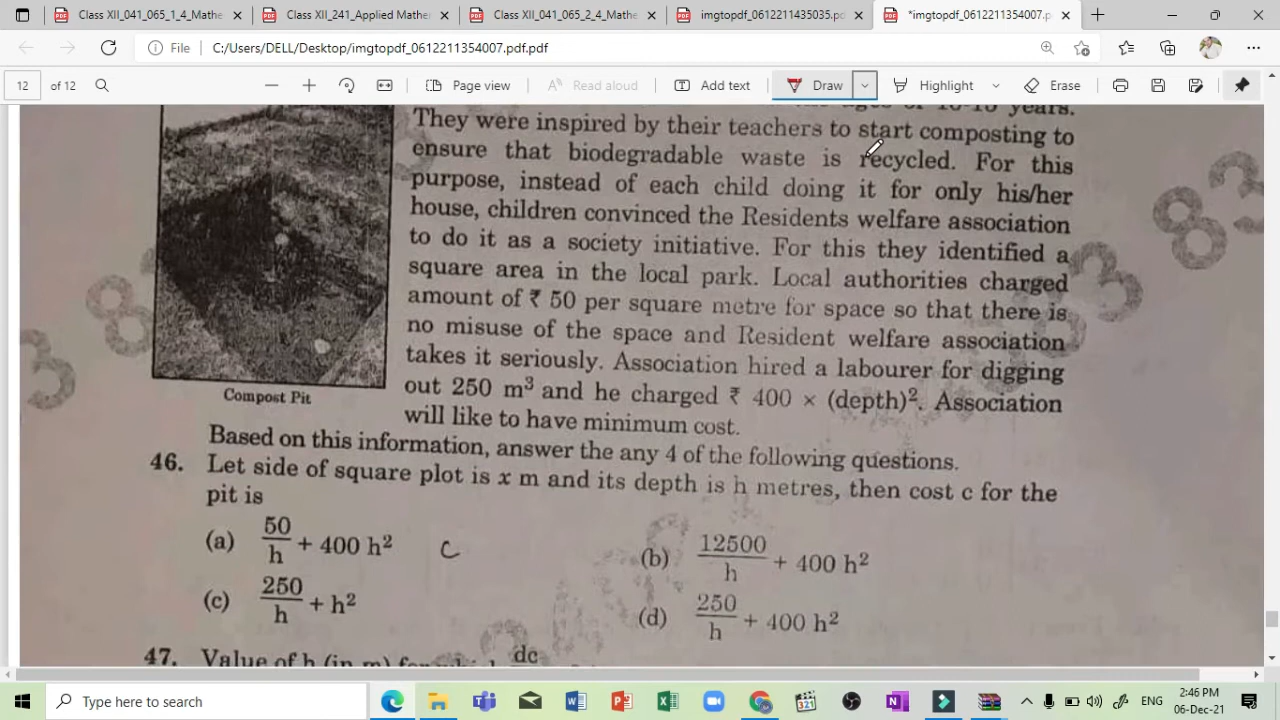 Class XII_041_065_1_4_Mathe
Class XII_241_Applied Mather
Class XII_041_065_2_4_Mathe
imgtopdf_0612211435035.pd
*imgtopdf_0612211354007.p
File
C:/Users/DELL/Desktop/imgtopdf_0612211354007.pdf.pdf
12 of 12
Page view
Read aloud
Add text
Draw
Highlight
Erase
years.
They were inspired by their teachers to start composting to
ensure that biodegradable waste is recycled. For this
purpose, instead of each child doing it for only his/her
house, children convinced the Residents welfare association
to do it as a society initiative. For this they identified a
square area in the local park. Local authorities charged
amount of ₹ 50 per square metre for space so that there is
no misuse of the space and Resident welfare association
takes it seriously. Association hired a labourer for digging
out 250 m³ and he charged ₹ 400 × (depth)². Association
will like to have minimum cost.
Compost Pit
Based on this information, answer the any 4 of the following questions.
46. Let side of square plot is x m and its depth is h metres, then cost c for the
pit is
(a) 50/h + 400 h²
C
(b) 12500/h + 400 h²
(c) 250/h + h²
(d) 250/h + 400 h²
47. Value of h (in m) for dc
Type here to search
ENG
2:46 PM
06-Dec-21